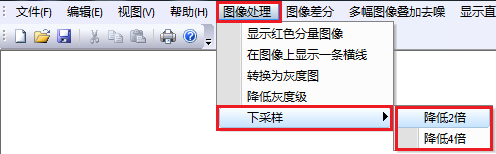 文件(F) 编辑(E) 视图(V) 帮助(H) 图像处理 图像差分 多幅图像叠加去噪 显示直
显示红色分量图像
在图像上显示一条横线
转换为灰度图
降低灰度级
下采样
降低2倍
降低4倍